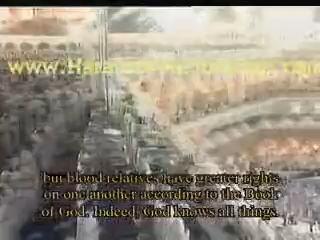 but blood relatives have greater rights
on one another according to the Book
of God. Indeed, God knows all things.